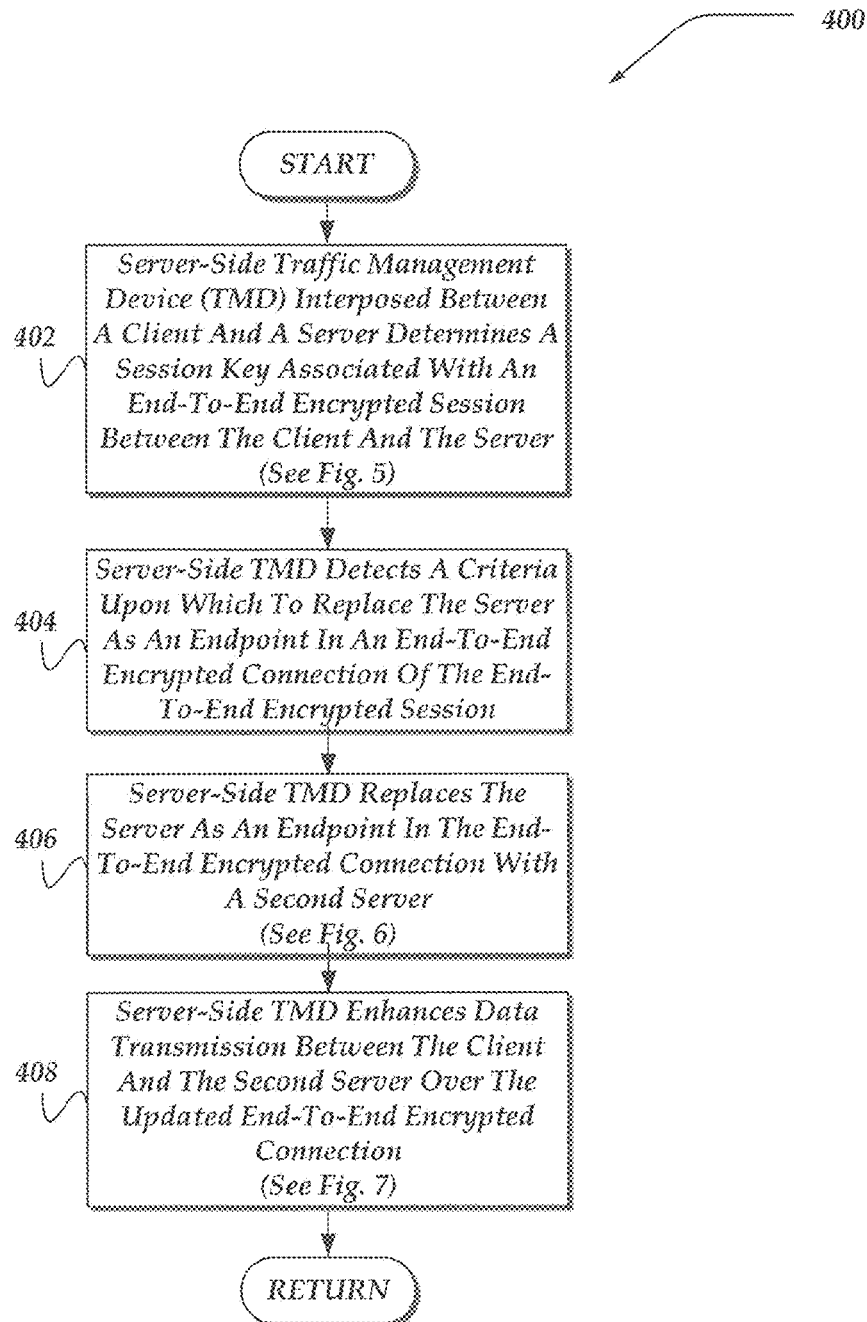 400
START
Server-Side Traffic Management
Device (TMD) Interposed Between
A Client And A Server Determines A
Session Key Associated With An
End-To-End Encrypted Session
Between The Client And The Server
(See Fig. 5)
402
Server-Side TMD Detects A Criteria
Upon Which To Replace The Server
As An Endpoint In An End-To-End
Encrypted Connection Of The End-
To-End Encrypted Session
404
Server-Side TMD Replaces The
Server As An Endpoint In The End-
To-End Encrypted Connection With
A Second Server
(See Fig. 6)
406
Server-Side TMD Enhances Data
Transmission Between The Client
And The Second Server Over The
Updated End-To-End Encrypted
Connection
(See Fig. 7)
408
RETURN